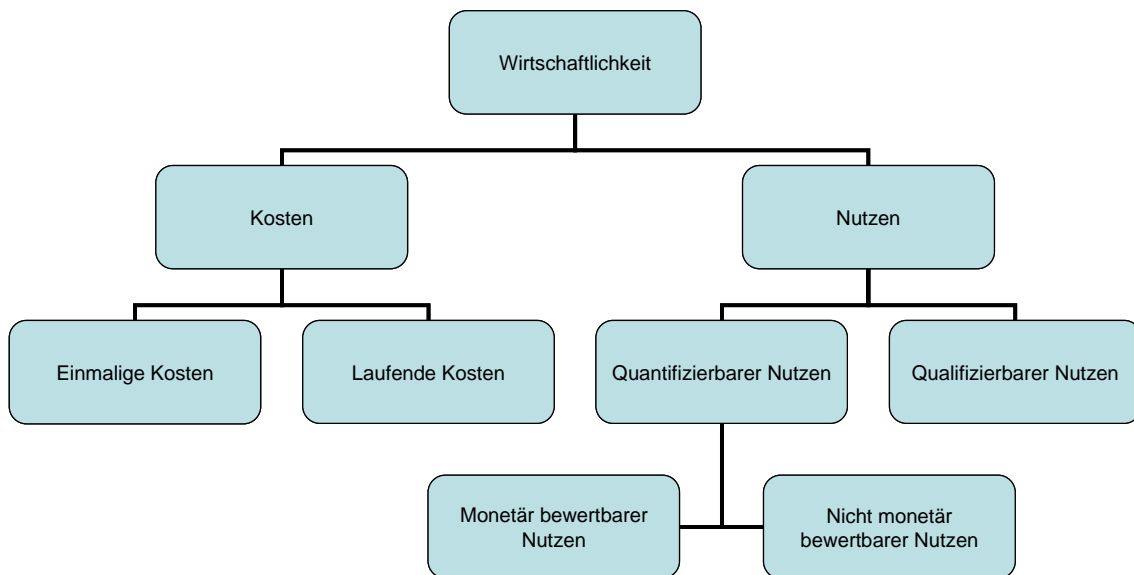 Wirtschaftlichkeit
Kosten
Nutzen
Einmalige Kosten
Laufende Kosten
Quantifizierbarer Nutzen
Qualifizierbarer Nutzen
Monetär bewertbarer
Nutzen
Nicht monetär
bewertbarer Nutzen